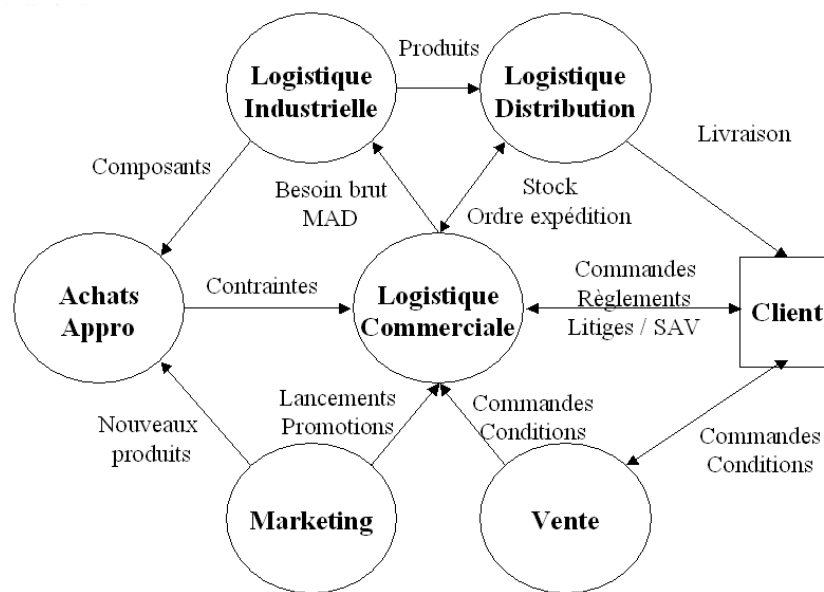 Produits
Logistique
Industrielle
Logistique
Distribution
Livraison
Composants
Besoin brut
MAD
Stock
Ordre expédition
Achats
Appro
Contraintes
Logistique
Commerciale
Commandes
Règlements
Litiges / SAV
Client
Nouveaux
produits
Lancements
Promotions
Commandes
Conditions
Commandes
Conditions
Marketing
Vente